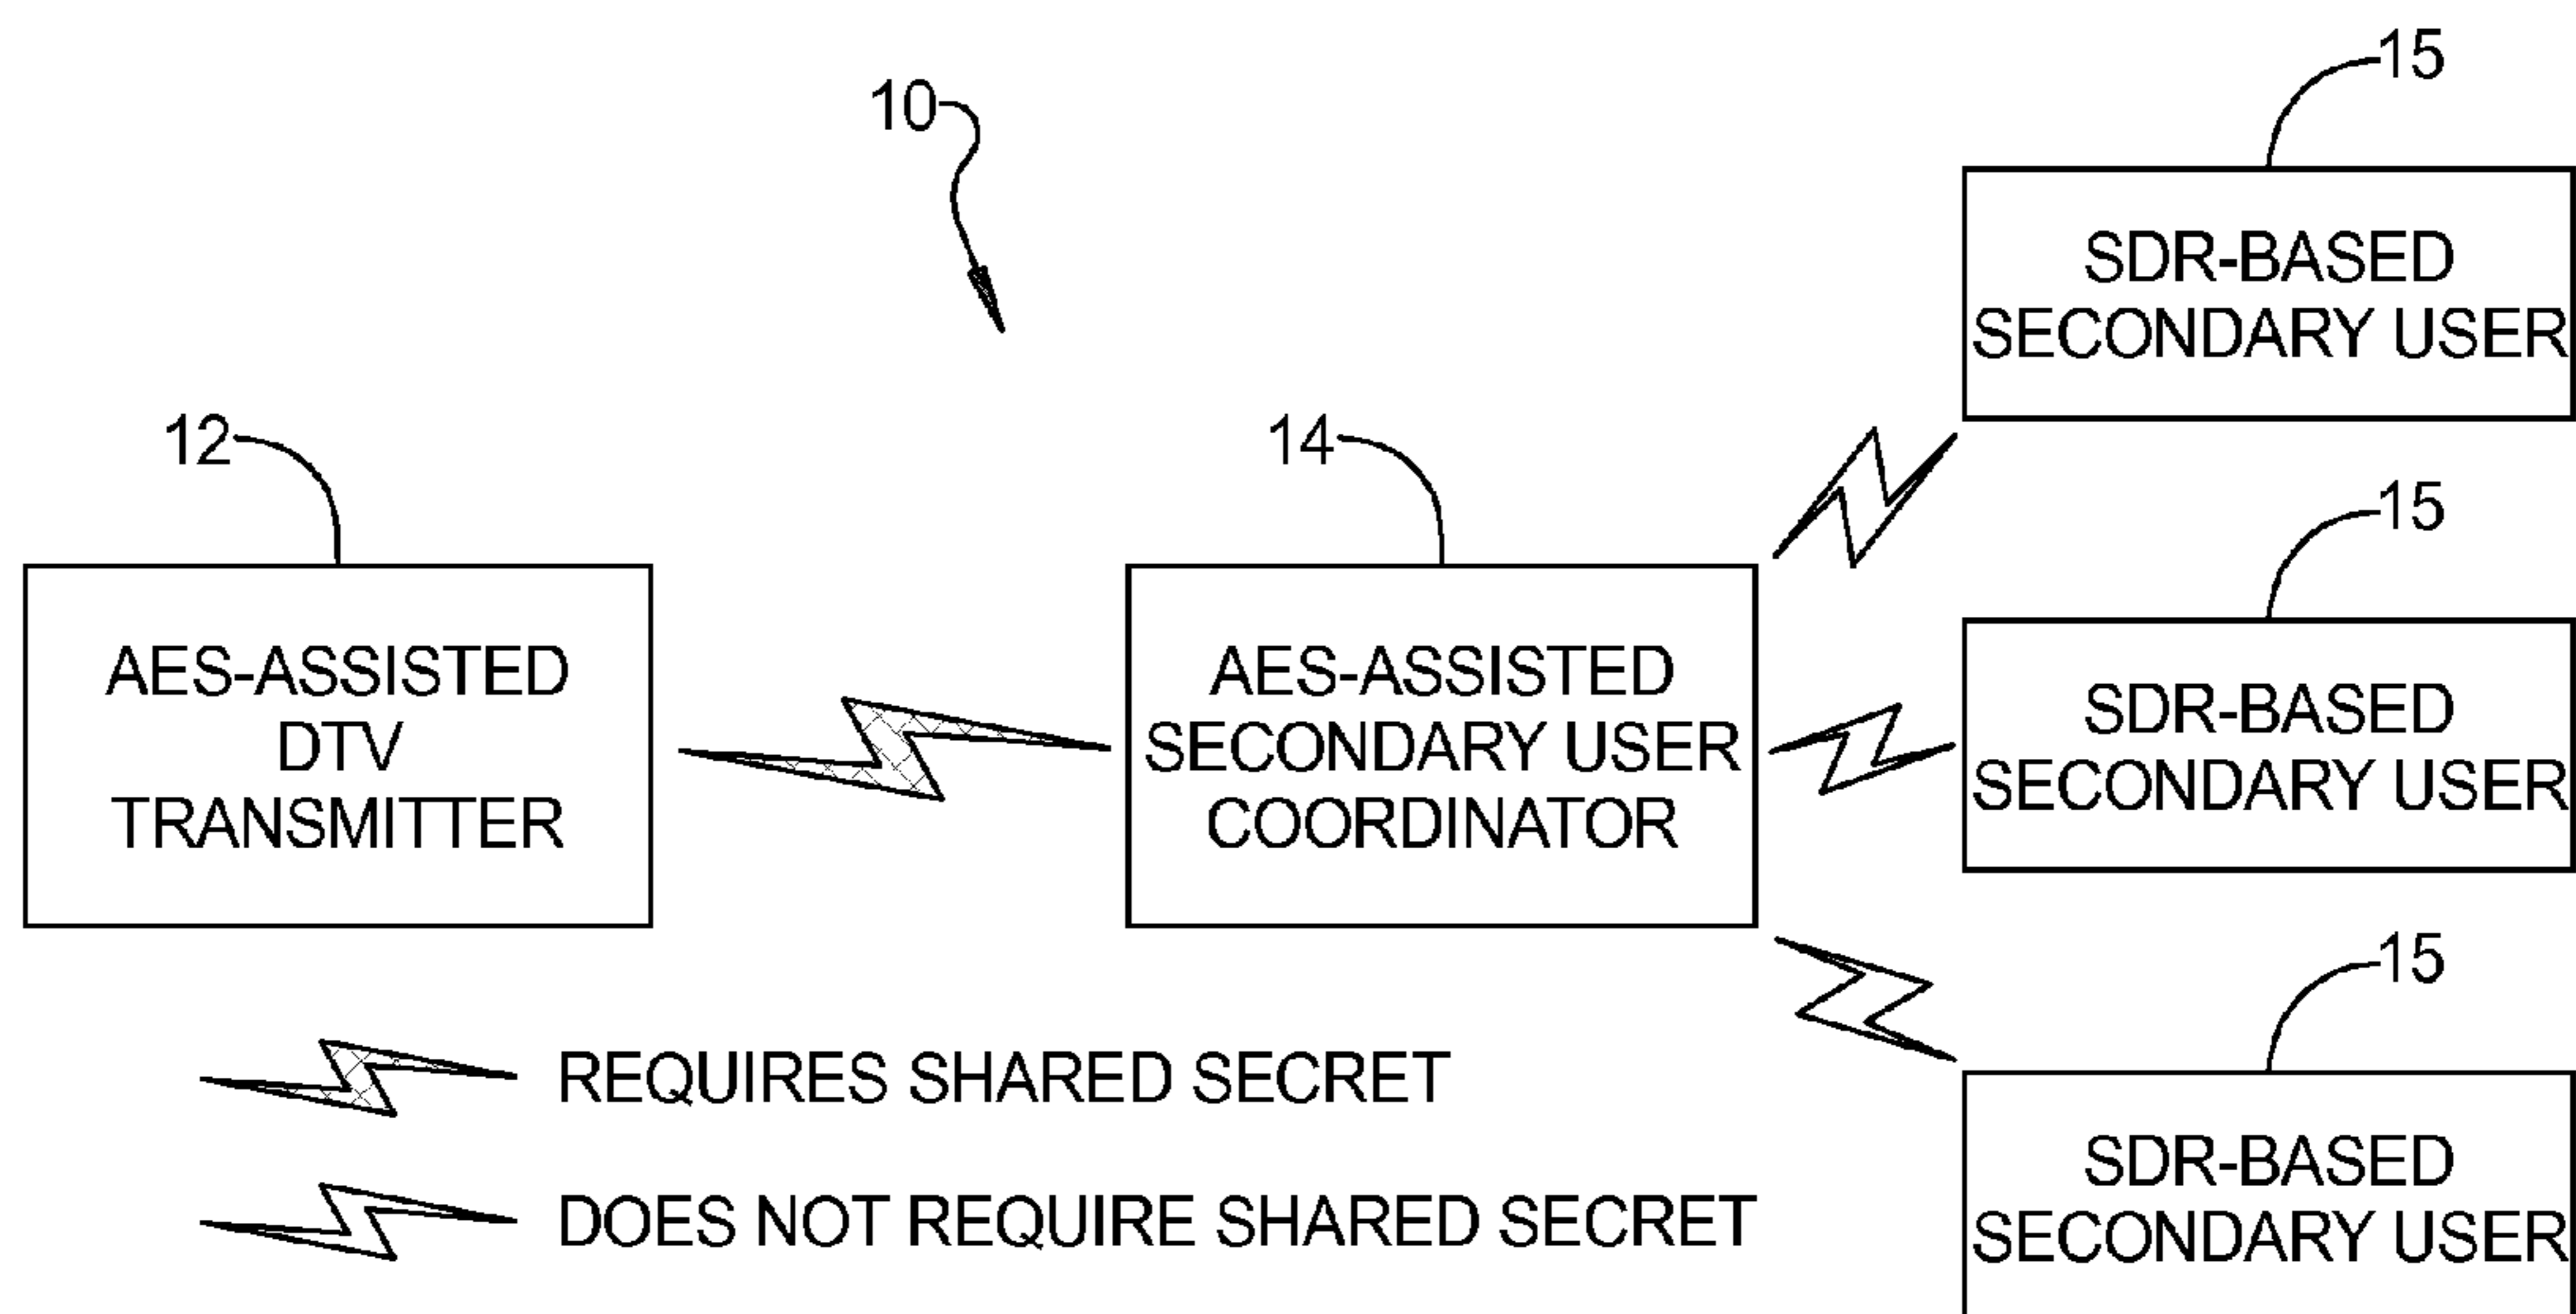 10
15
SDR-BASED
SECONDARY USER
12
14
15
AES-ASSISTED
DTV
TRANSMITTER
AES-ASSISTED
SECONDARY USER
COORDINATOR
SDR-BASED
SECONDARY USER
15
SDR-BASED
SECONDARY USER
REQUIRES SHARED SECRET
DOES NOT REQUIRE SHARED SECRET